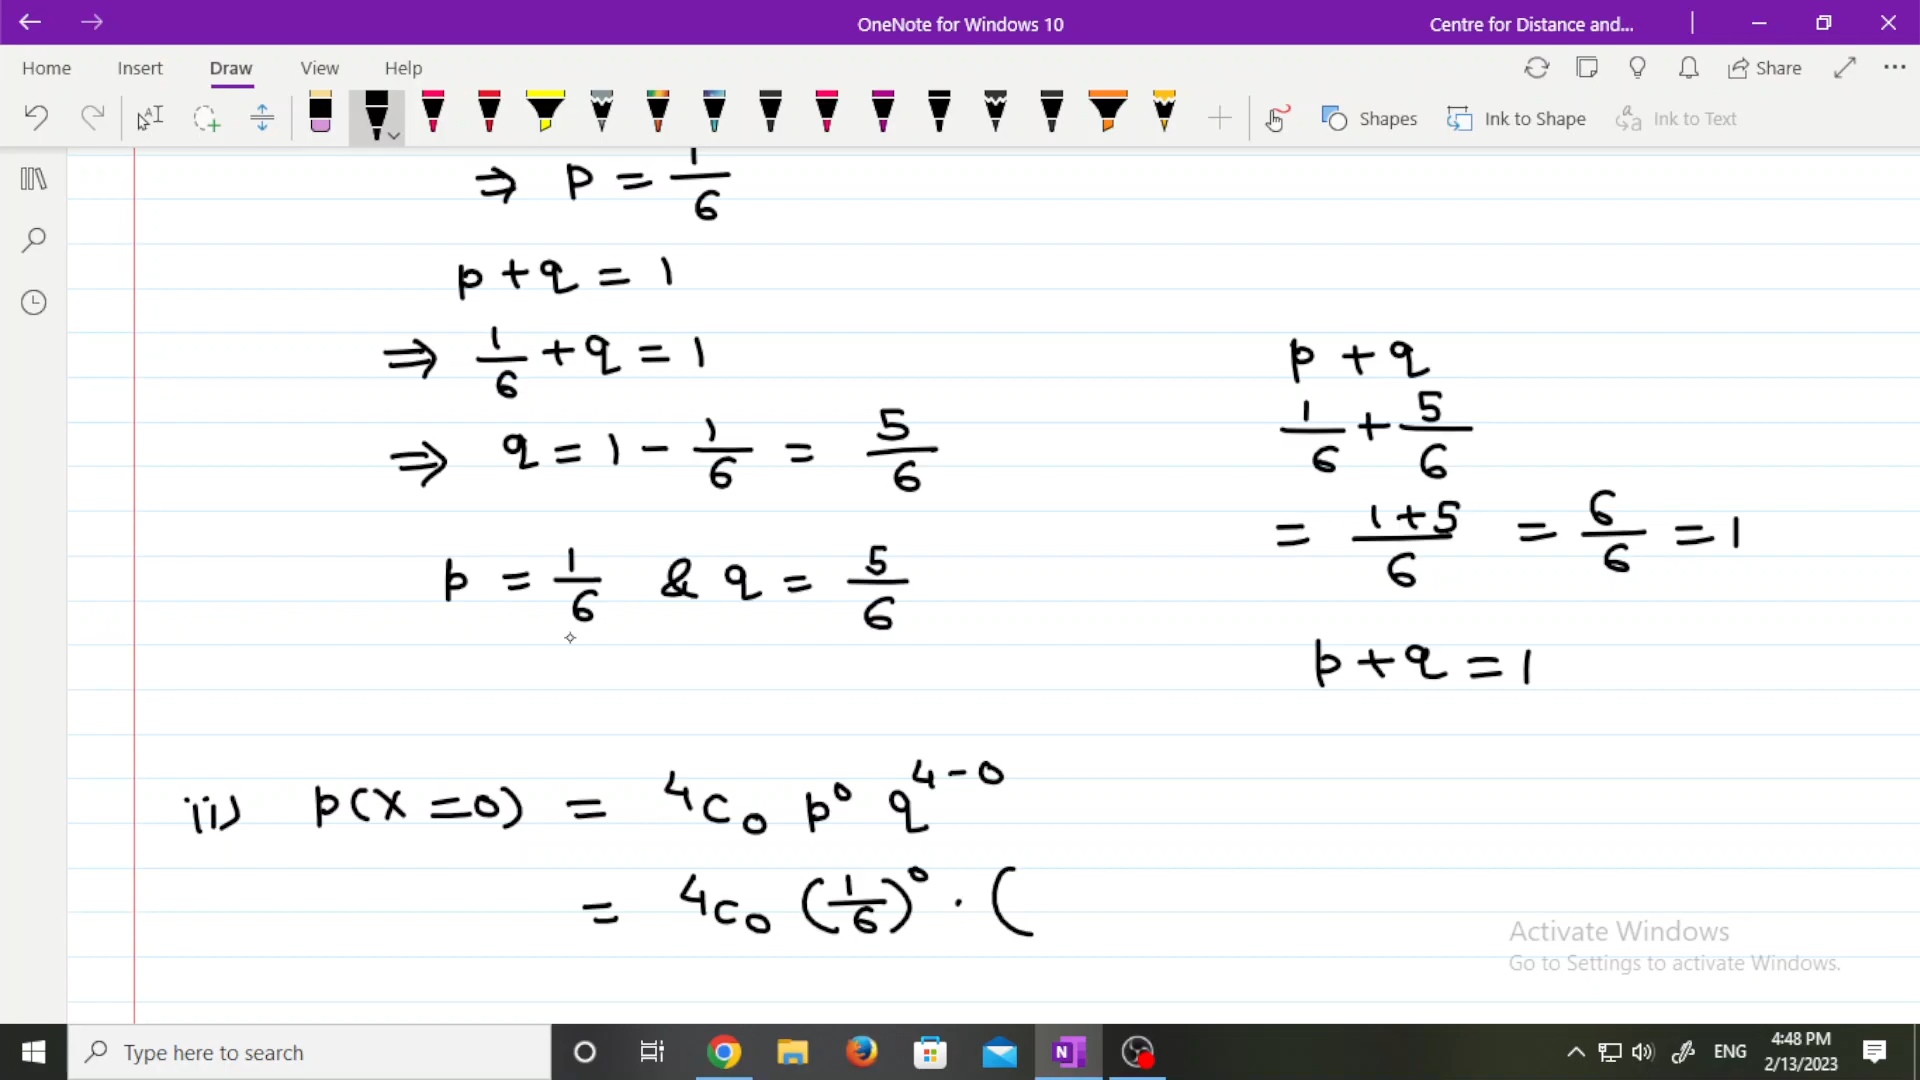 OneNote for Windows 10
Centre for Distance and...
Home Insert Draw View Help
Share
Shapes Ink to Shape Ink to Text
⇒ p = 1/6
p + q = 1
⇒ 1/6 + q = 1
⇒ q = 1 - 1/6 = 5/6
p = 1/6 & q = 5/6
p + q
1/6 + 5/6
= (1+5)/6 = 6/6 = 1
p + q = 1
ii) p(X = 0) = ⁴C₀ p⁰ q⁴⁻⁰
= ⁴C₀ (1/6)⁰ . (
Activate Windows
Go to Settings to activate Windows.
Type here to search
ENG
4:48 PM
2/13/2023